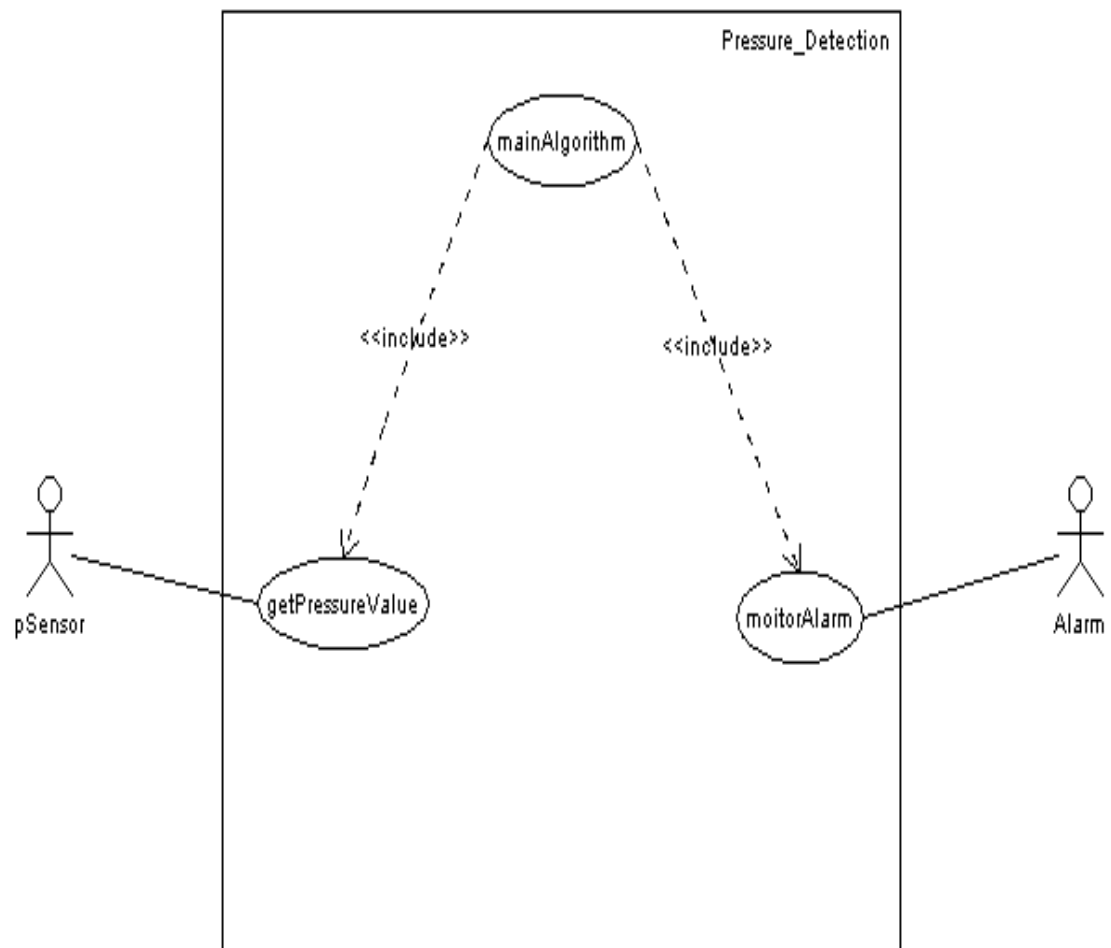 Pressure_Detection
mainAlgorithm
<<include>>
<<include>>
getPressureValue
moitorAlarm
pSensor
Alarm